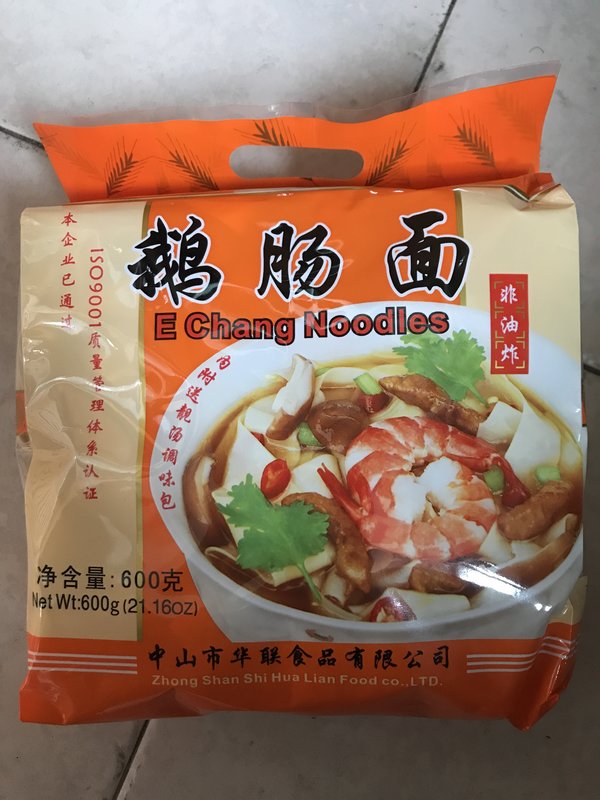 鹅肠面
E Chang Noodles
非油炸
本企业已通过
ISO9001质量管理体系认证
内附送靓汤调味包
净含量:600克
Net Wt:600g(21.16OZ)
中山市华联食品有限公司
Zhong Shan Shi Hua Lian Food co.,LTD.